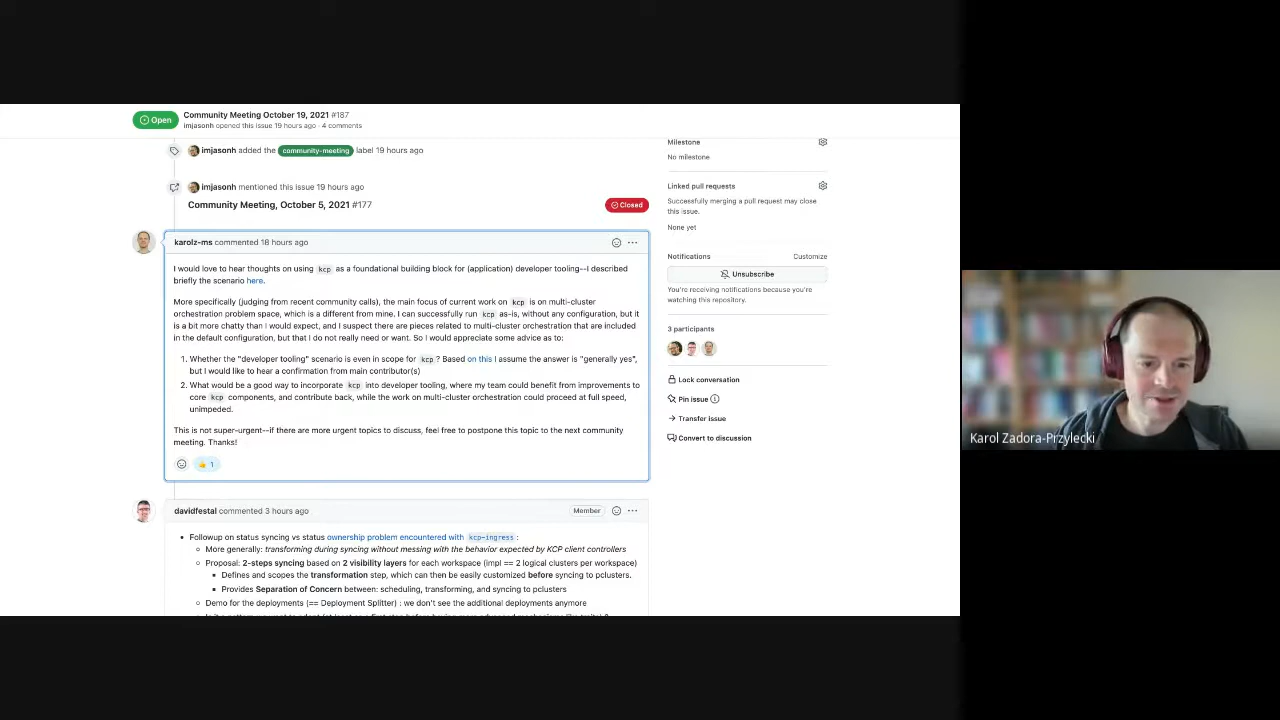 Open
Community Meeting October 19, 2021 #187
imjasonh opened this issue 19 hours ago · 4 comments
imjasonh added the community-meeting label 19 hours ago
imjasonh mentioned this issue 19 hours ago
Community Meeting, October 5, 2021 #177
Closed
karolz-ms commented 18 hours ago
I would love to hear thoughts on using kcp as a foundational building block for (application) developer tooling--I described
briefly the scenario here.
More specifically (judging from recent community calls), the main focus of current work on kcp is on multi-cluster
orchestration problem space, which is a different from mine. I can successfully run kcp as-is, without any configuration, but it
is a bit more chatty than I would expect, and I suspect there are pieces related to multi-cluster orchestration that are included
in the default configuration, but that I do not really need or want. So I would appreciate some advice as to:
1. Whether the "developer tooling" scenario is even in scope for kcp? Based on this I assume the answer is "generally yes",
but I would like to hear a confirmation from main contributor(s)
2. What would be a good way to incorporate kcp into developer tooling, where my team could benefit from improvements to
core kcp components, and contribute back, while the work on multi-cluster orchestration could proceed at full speed,
unimpeded.
This is not super-urgent--if there are more urgent topics to discuss, feel free to postpone this topic to the next community
meeting. Thanks!
1
davidfestal commented 3 hours ago
Member
Followup on status syncing vs status ownership problem encountered with kcp-ingress :
More generally: transforming during syncing without messing with the behavior expected by KCP client controllers
Proposal: 2-steps syncing based on 2 visibility layers for each workspace (impl == 2 logical clusters per workspace)
Defines and scopes the transformation step, which can then be easily customized before syncing to pclusters.
Provides Separation of Concern between: scheduling, transforming, and syncing to pclusters
Demo for the deployments (== Deployment Splitter) : we don't see the additional deployments anymore
Milestone
No milestone
Linked pull requests
Successfully merging a pull request may close
this issue.
None yet
Notifications
Customize
Unsubscribe
You're receiving notifications because you're
watching this repository.
3 participants
Lock conversation
Pin issue
Transfer issue
Convert to discussion
Karol Zadora-Przylecki